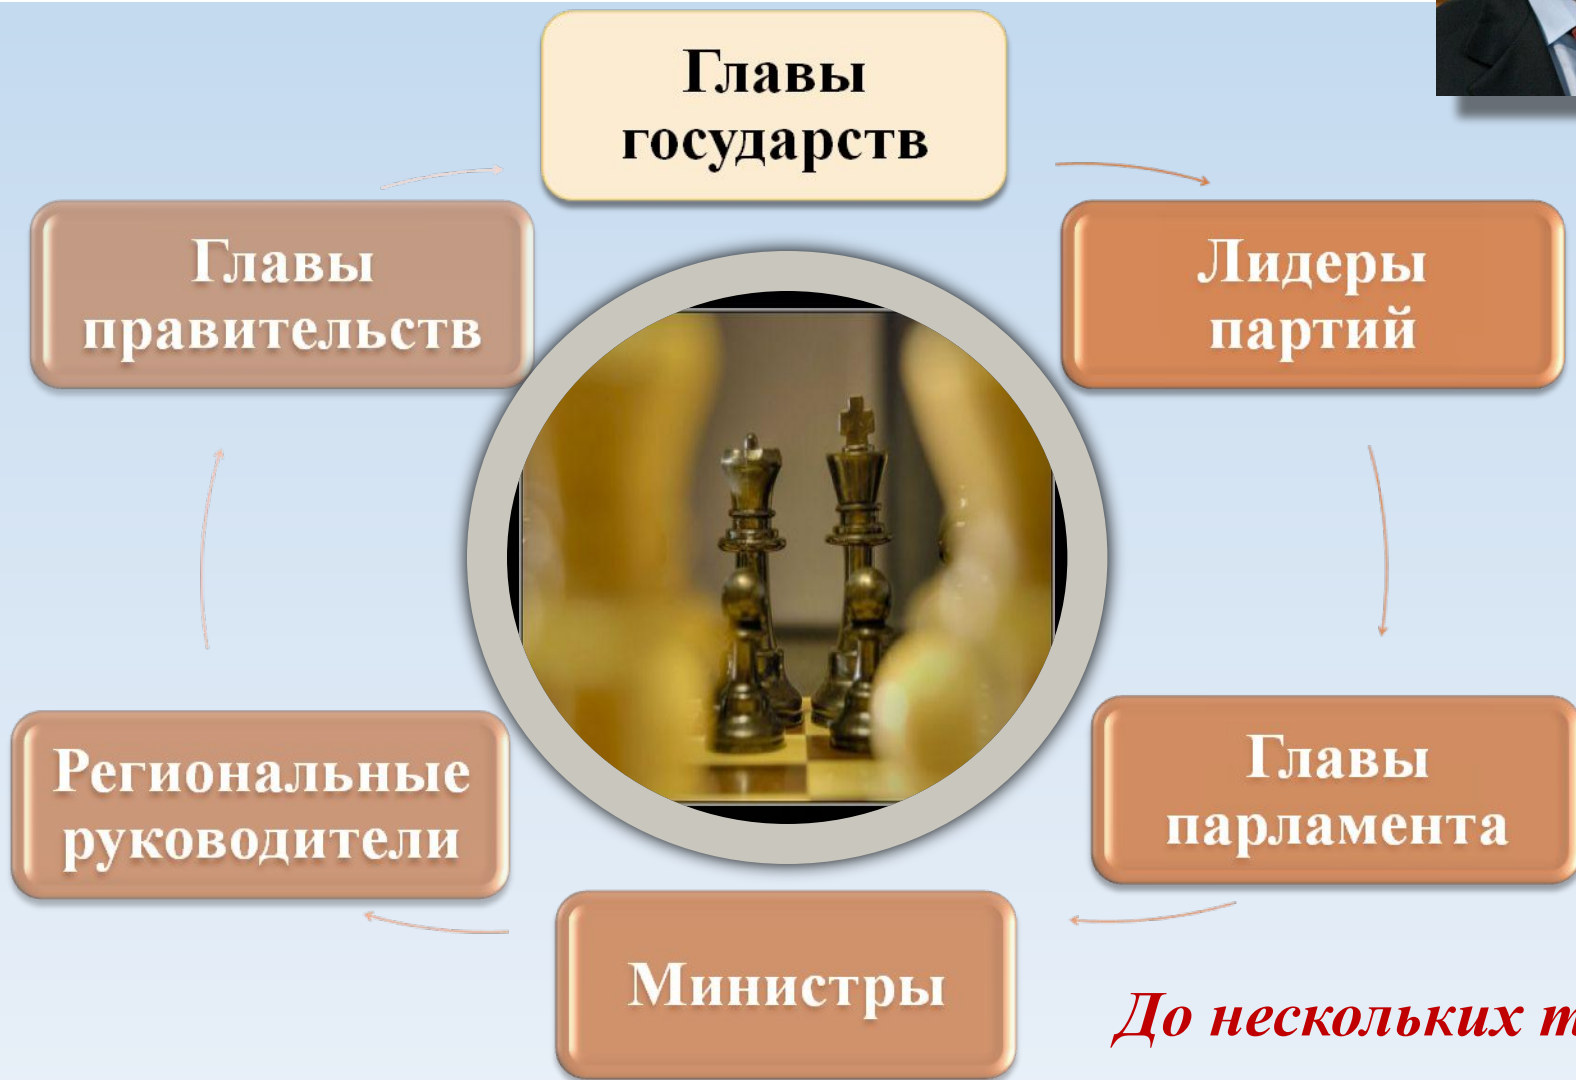 Главы
государств
Лидеры
партий
Главы
парламента
Министры
Региональные
руководители
Главы
правительств
До нескольких